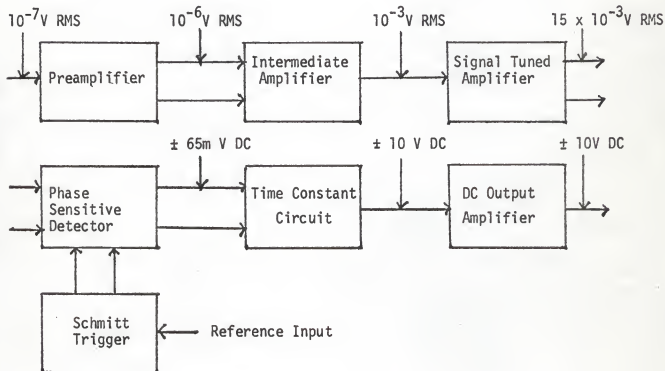 10⁻⁷V RMS
10⁻⁶V RMS
10⁻³V RMS
15 x 10⁻³V RMS
Preamplifier
Intermediate
Amplifier
Signal Tuned
Amplifier
± 65m V DC
± 10 V DC
± 10V DC
Phase
Sensitive
Detector
Time Constant
Circuit
DC Output
Amplifier
Schmitt
Trigger
Reference Input